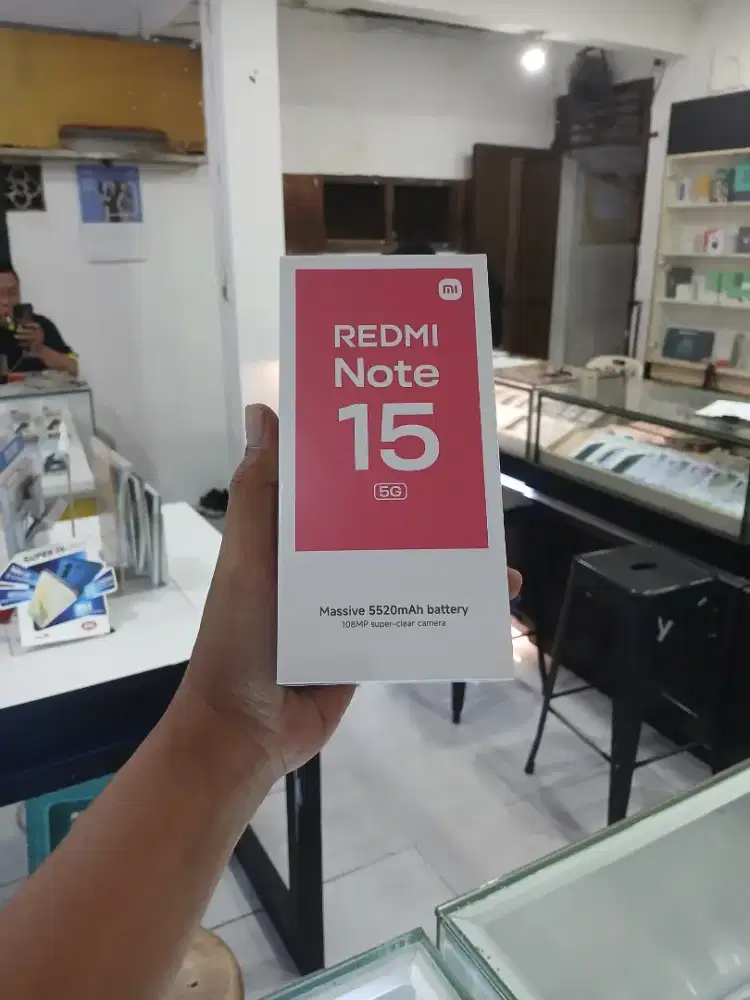 mi
REDMI
Note
15
5G
Massive 5520mAh battery
108MP super-clear camera